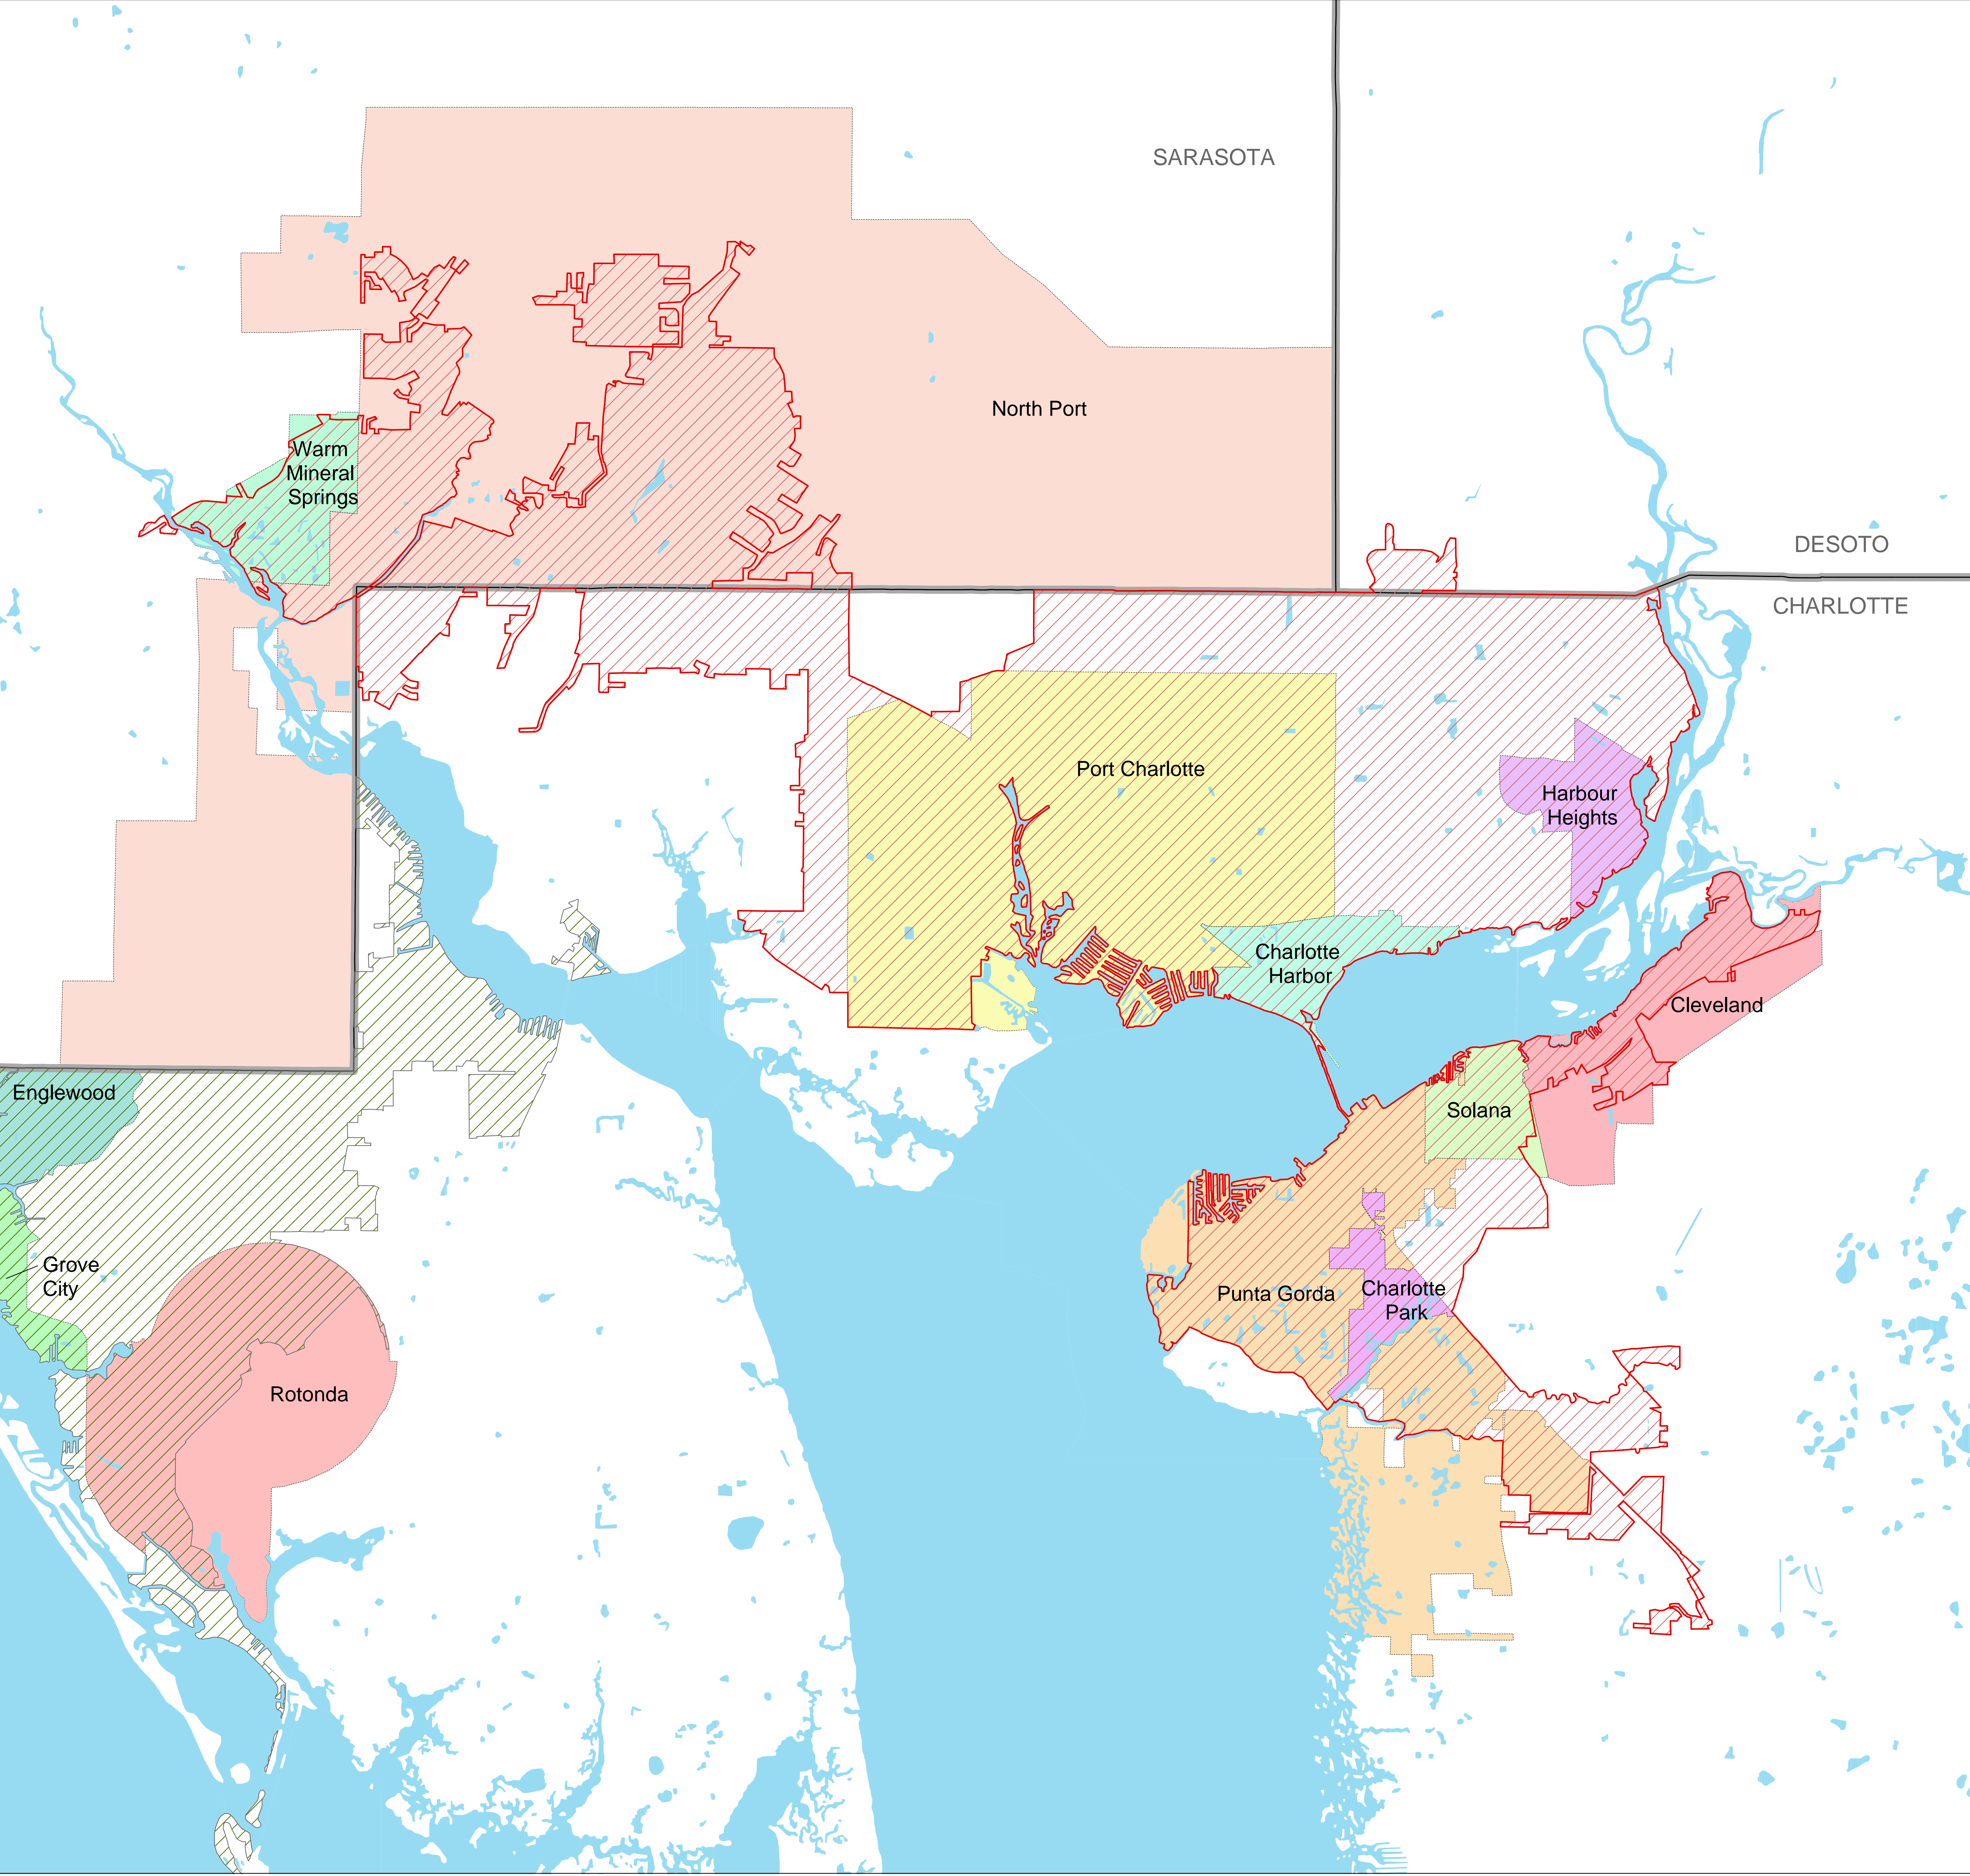 SARASOTA
North Port
Warm
Mineral
Springs
DESOTO
CHARLOTTE
Port Charlotte
Harbour
Heights
Charlotte
Harbor
Cleveland
Englewood
Solana
Grove
City
Punta Gorda
Charlotte
Park
Rotonda